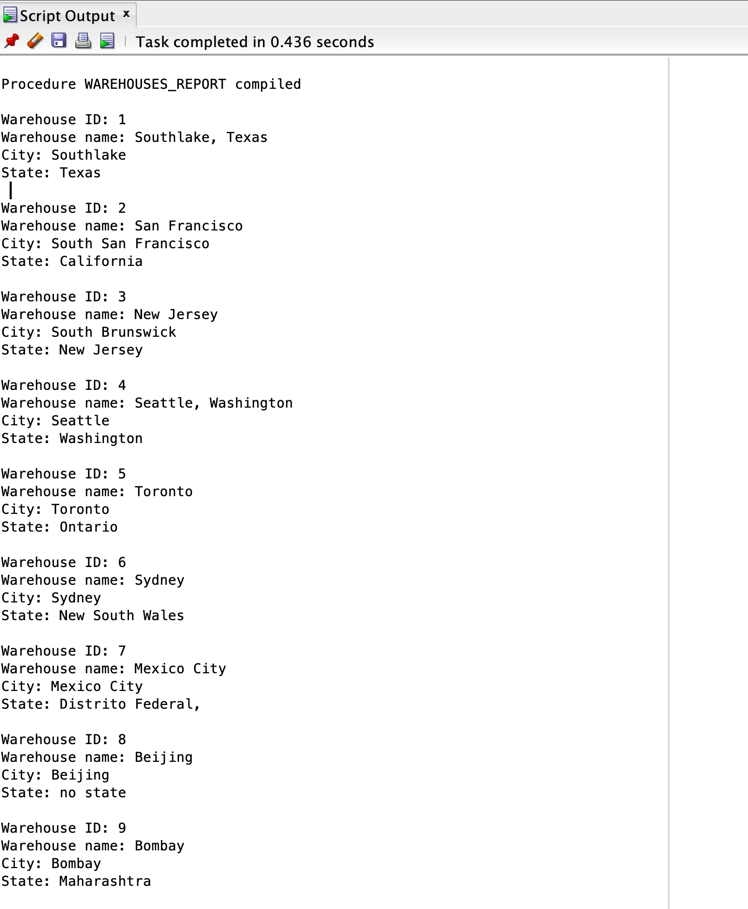 Script Output x
Task completed in 0.436 seconds
Procedure WAREHOUSES_REPORT compiled
Warehouse ID: 1
Warehouse name: Southlake, Texas
City: Southlake
State: Texas
Warehouse ID: 2
Warehouse name: San Francisco
City: South San Francisco
State: California
Warehouse ID: 3
Warehouse name: New Jersey
City: South Brunswick
State: New Jersey
Warehouse ID: 4
Warehouse name: Seattle, Washington
City: Seattle
State: Washington
Warehouse ID: 5
Warehouse name: Toronto
City: Toronto
State: Ontario
Warehouse ID: 6
Warehouse name: Sydney
City: Sydney
State: New South Wales
Warehouse ID: 7
Warehouse name: Mexico City
City: Mexico City
State: Distrito Federal,
Warehouse ID: 8
Warehouse name: Beijing
City: Beijing
State: no state
Warehouse ID: 9
Warehouse name: Bombay
City: Bombay
State: Maharashtra